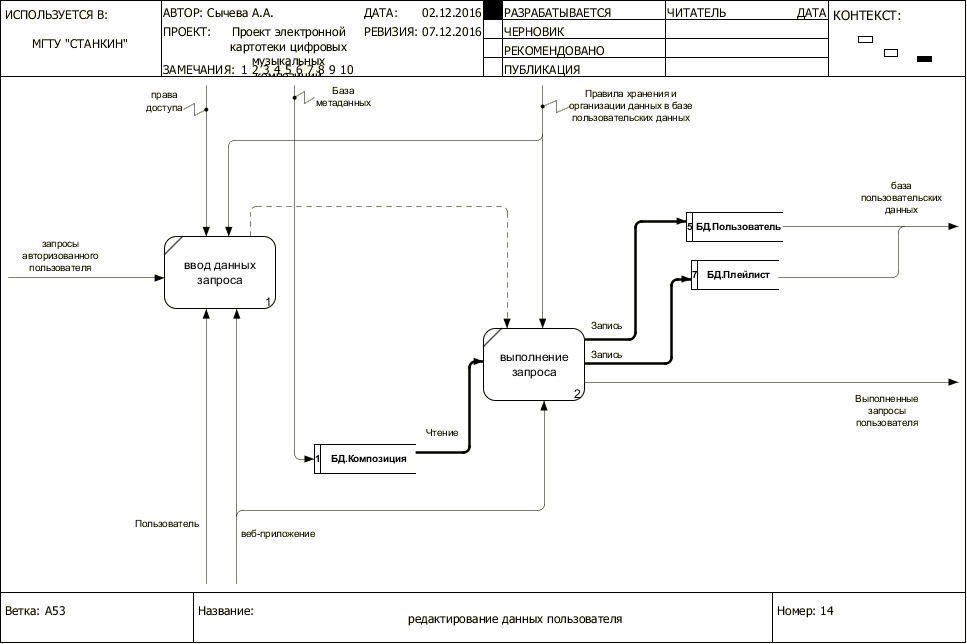 ИСПОЛЬЗУЕТСЯ В:
МГТУ "СТАНКИН"
АВТОР: Сычева А.А.
ДАТА: 02.12.2016
ПРОЕКТ: Проект электронной
картотеки цифровых
музыкальных
РЕВИЗИЯ: 07.12.2016
ЗАМЕЧАНИЯ: 1 2 3 4 5 6 7 8 9 10
РАЗРАБАТЫВАЕТСЯ
ЧЕРНОВИК
РЕКОМЕНДОВАНО
ПУБЛИКАЦИЯ
ЧИТАТЕЛЬ
ДАТА
КОНТЕКСТ:
права
доступа
База
метаданных
Правила хранения и
организации данных в базе
пользовательских данных
база
пользовательских
данных
запросы
авторизованного
пользователя
ввод данных
запроса
1
5 БД.Пользователь
7 БД.Плейлист
Запись
Запись
выполнение
запроса
2
Выполненные
запросы
пользователя
Чтение
1 БД.Композиция
Пользователь
веб-приложение
Ветка: A53
Название:
редактирование данных пользователя
Номер: 14